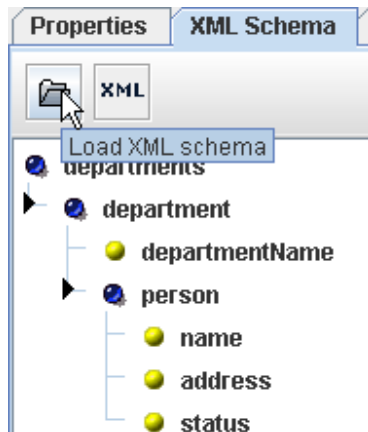 Properties XML Schema
XML
Load XML schema
departments
department
departmentName
person
name
address
status